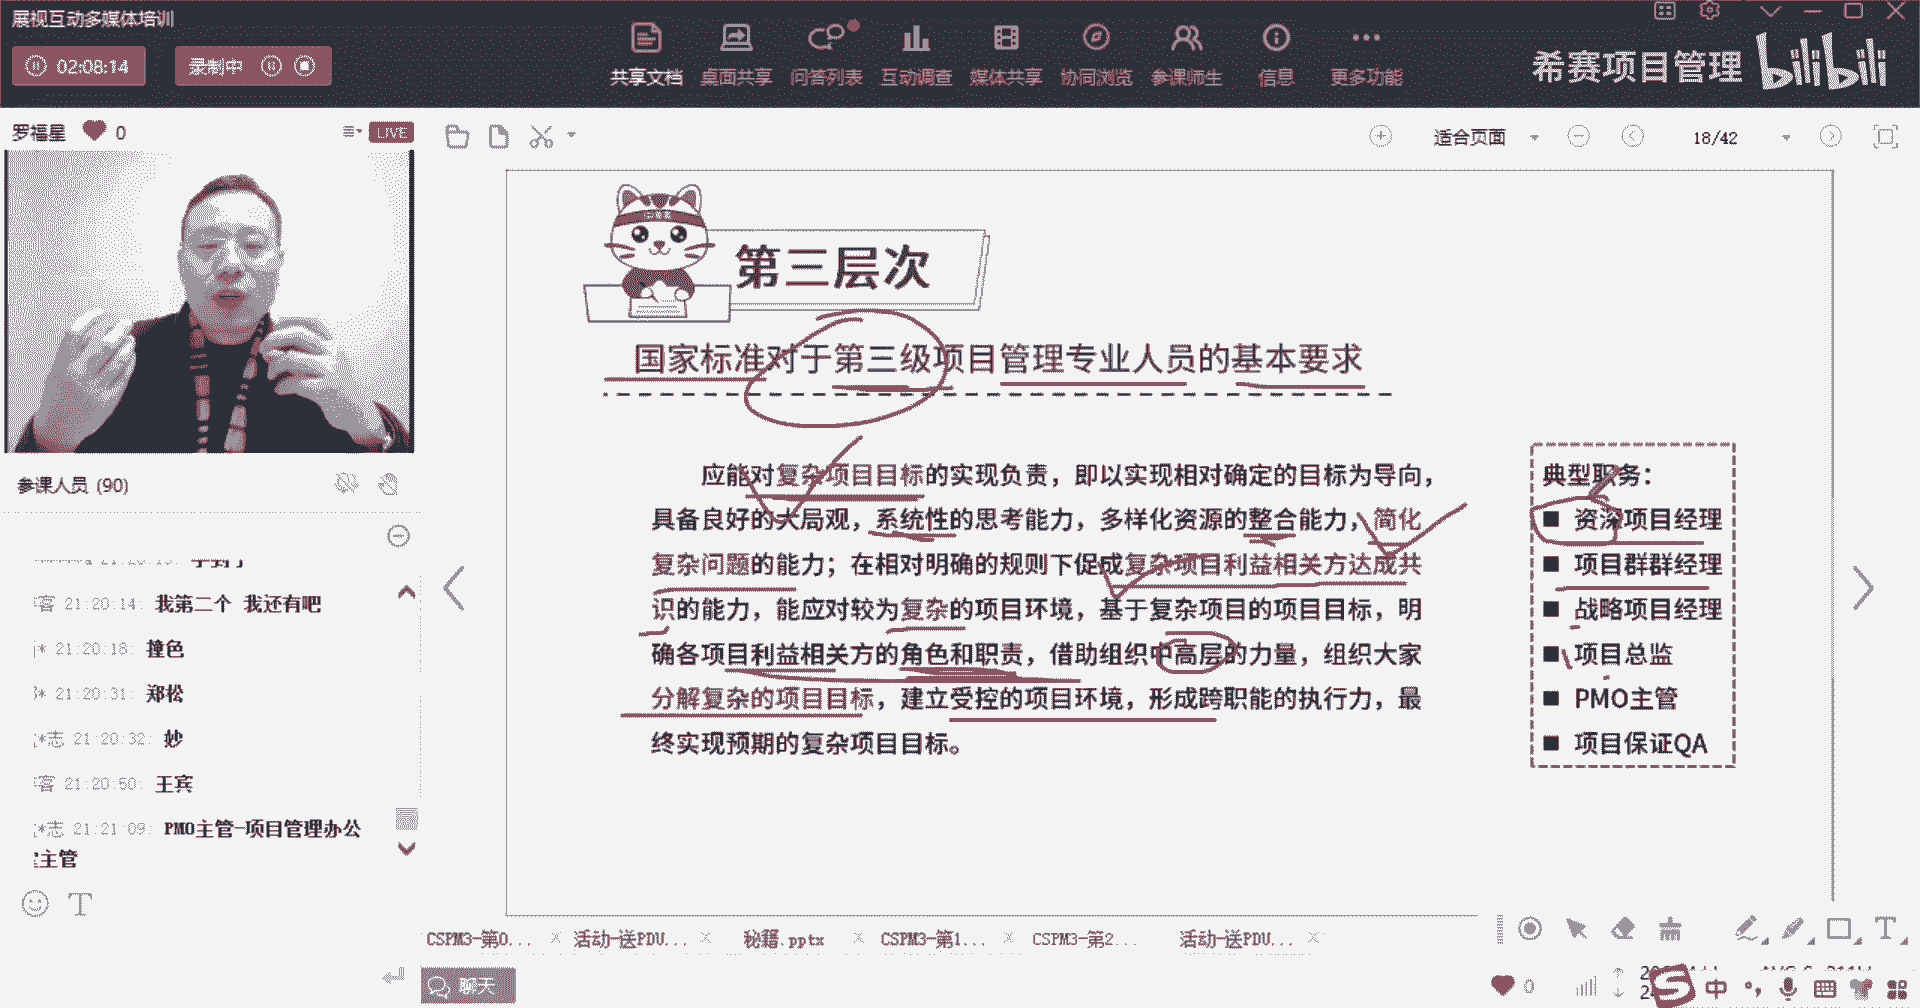 展视互动多媒体培训
02:08:14
录制中
共享文档 桌面共享 问答列表 互动调查 媒体共享 协同浏览 参课师生 信息 更多功能
希赛项目管理 bilibili
罗福星 0
LIVE
适合页面
18/42
第三层次
国家标准对于第三级项目管理专业人员的基本要求
应能对复杂项目目标的实现负责，即以实现相对确定的目标为导向，
具备良好的大局观，系统性的思考能力，多样化资源的整合能力，简化
复杂问题的能力；在相对明确的规则下促成复杂项目利益相关方达成共
识的能力，能应对较为复杂的项目环境，基于复杂项目的项目目标，明
确各项目利益相关方的角色和职责，借助组织中高层的力量，组织大家
分解复杂的项目目标，建立受控的项目环境，形成跨职能的执行力，最
终实现预期的复杂项目目标。
典型职务：
■ 资深项目经理
■ 项目群群经理
■ 战略项目经理
■ 项目总监
■ PMO主管
■ 项目保证QA
参课人员 (90)
客 21:20:14: 我第二个 我还有吧
* 21:20:18: 撞色
* 21:20:31: 郑松
*志 21:20:32: 妙
客 21:20:50: 王宾
*志 21:21:09: PMO主管-项目管理办公
主管
CSPM3-第0... 活动-送PDU... 秘籍.pptx CSPM3-第1... CSPM3-第2... 活动-送PDU...
聊天
0
中